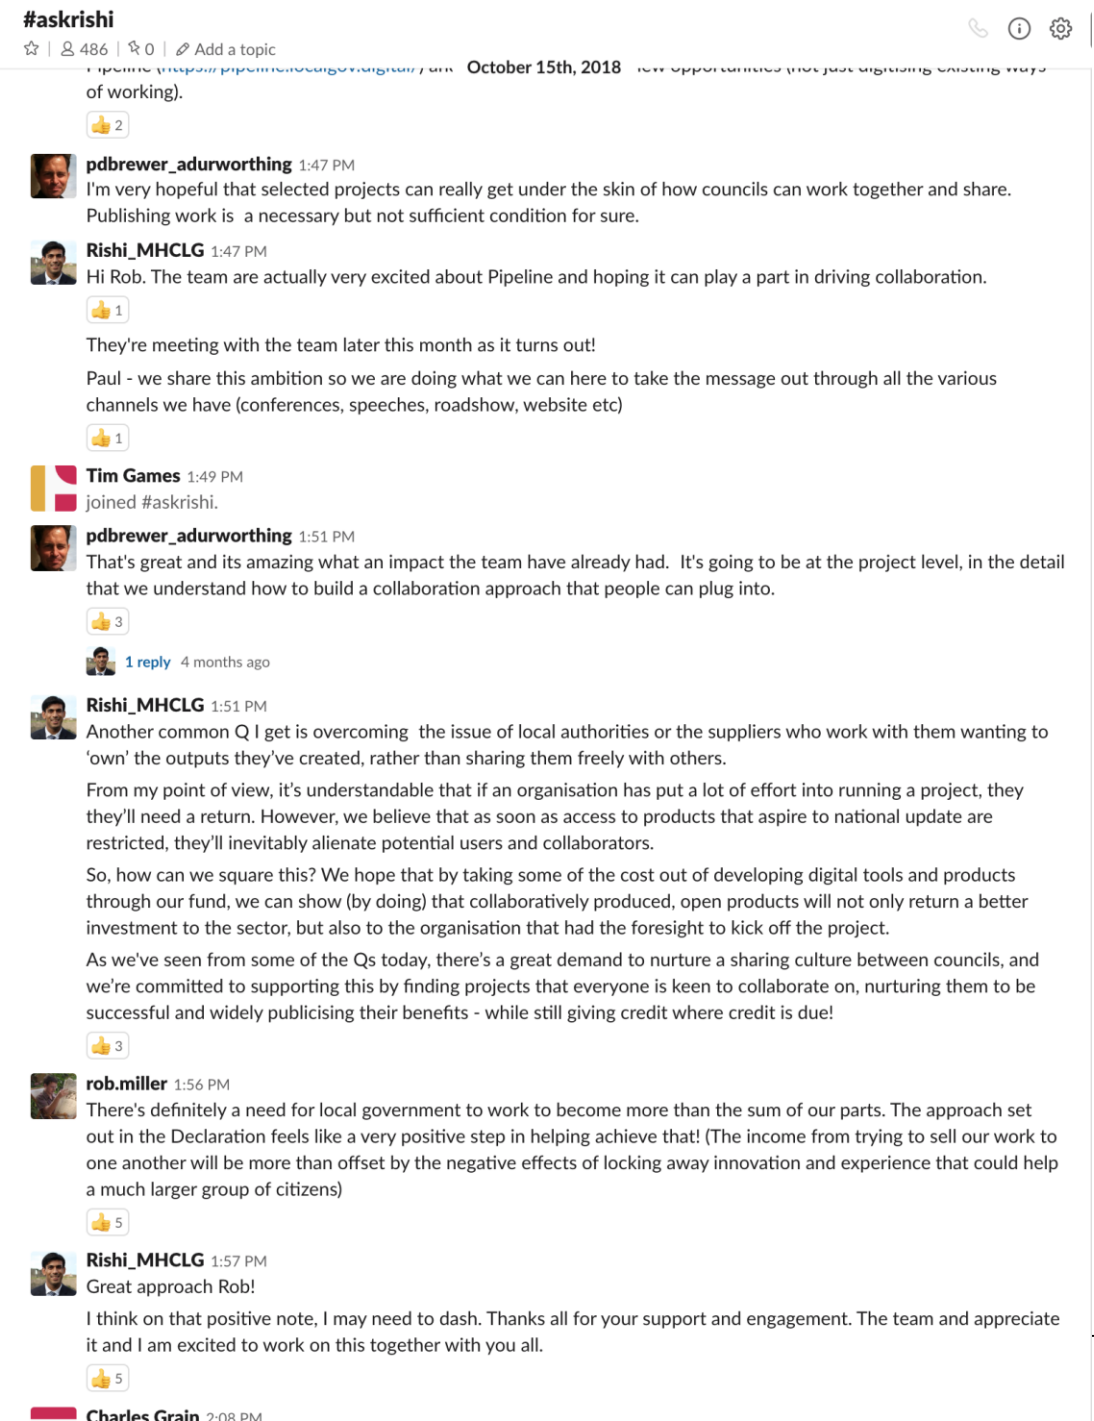 #askrishi
486 | 0 | Add a topic
Pipeline (https://pipeline.localgov.digital/) October 15th, 2018 few opportunities (not just digitising existing ways
of working).
2
pdbrewer_adurworthing 1:47 PM
I'm very hopeful that selected projects can really get under the skin of how councils can work together and share.
Publishing work is  a necessary but not sufficient condition for sure.
Rishi_MHCLG 1:47 PM
Hi Rob. The team are actually very excited about Pipeline and hoping it can play a part in driving collaboration.
1
They're meeting with the team later this month as it turns out!
Paul - we share this ambition so we are doing what we can here to take the message out through all the various
channels we have (conferences, speeches, roadshow, website etc)
1
Tim Games 1:49 PM
joined #askrishi.
pdbrewer_adurworthing 1:51 PM
That's great and its amazing what an impact the team have already had.  It's going to be at the project level, in the detail
that we understand how to build a collaboration approach that people can plug into.
3
1 reply 4 months ago
Rishi_MHCLG 1:51 PM
Another common Q I get is overcoming  the issue of local authorities or the suppliers who work with them wanting to
‘own’ the outputs they’ve created, rather than sharing them freely with others.
From my point of view, it’s understandable that if an organisation has put a lot of effort into running a project, they
they’ll need a return. However, we believe that as soon as access to products that aspire to national update are
restricted, they’ll inevitably alienate potential users and collaborators.
So, how can we square this? We hope that by taking some of the cost out of developing digital tools and products
through our fund, we can show (by doing) that collaboratively produced, open products will not only return a better
investment to the sector, but also to the organisation that had the foresight to kick off the project.
As we've seen from some of the Qs today, there’s a great demand to nurture a sharing culture between councils, and
we’re committed to supporting this by finding projects that everyone is keen to collaborate on, nurturing them to be
successful and widely publicising their benefits - while still giving credit where credit is due!
3
rob.miller 1:56 PM
There's definitely a need for local government to work to become more than the sum of our parts. The approach set
out in the Declaration feels like a very positive step in helping achieve that! (The income from trying to sell our work to
one another will be more than offset by the negative effects of locking away innovation and experience that could help
a much larger group of citizens)
5
Rishi_MHCLG 1:57 PM
Great approach Rob!
I think on that positive note, I may need to dash. Thanks all for your support and engagement. The team and appreciate
it and I am excited to work on this together with you all.
5
Charles Grain 2:08 PM